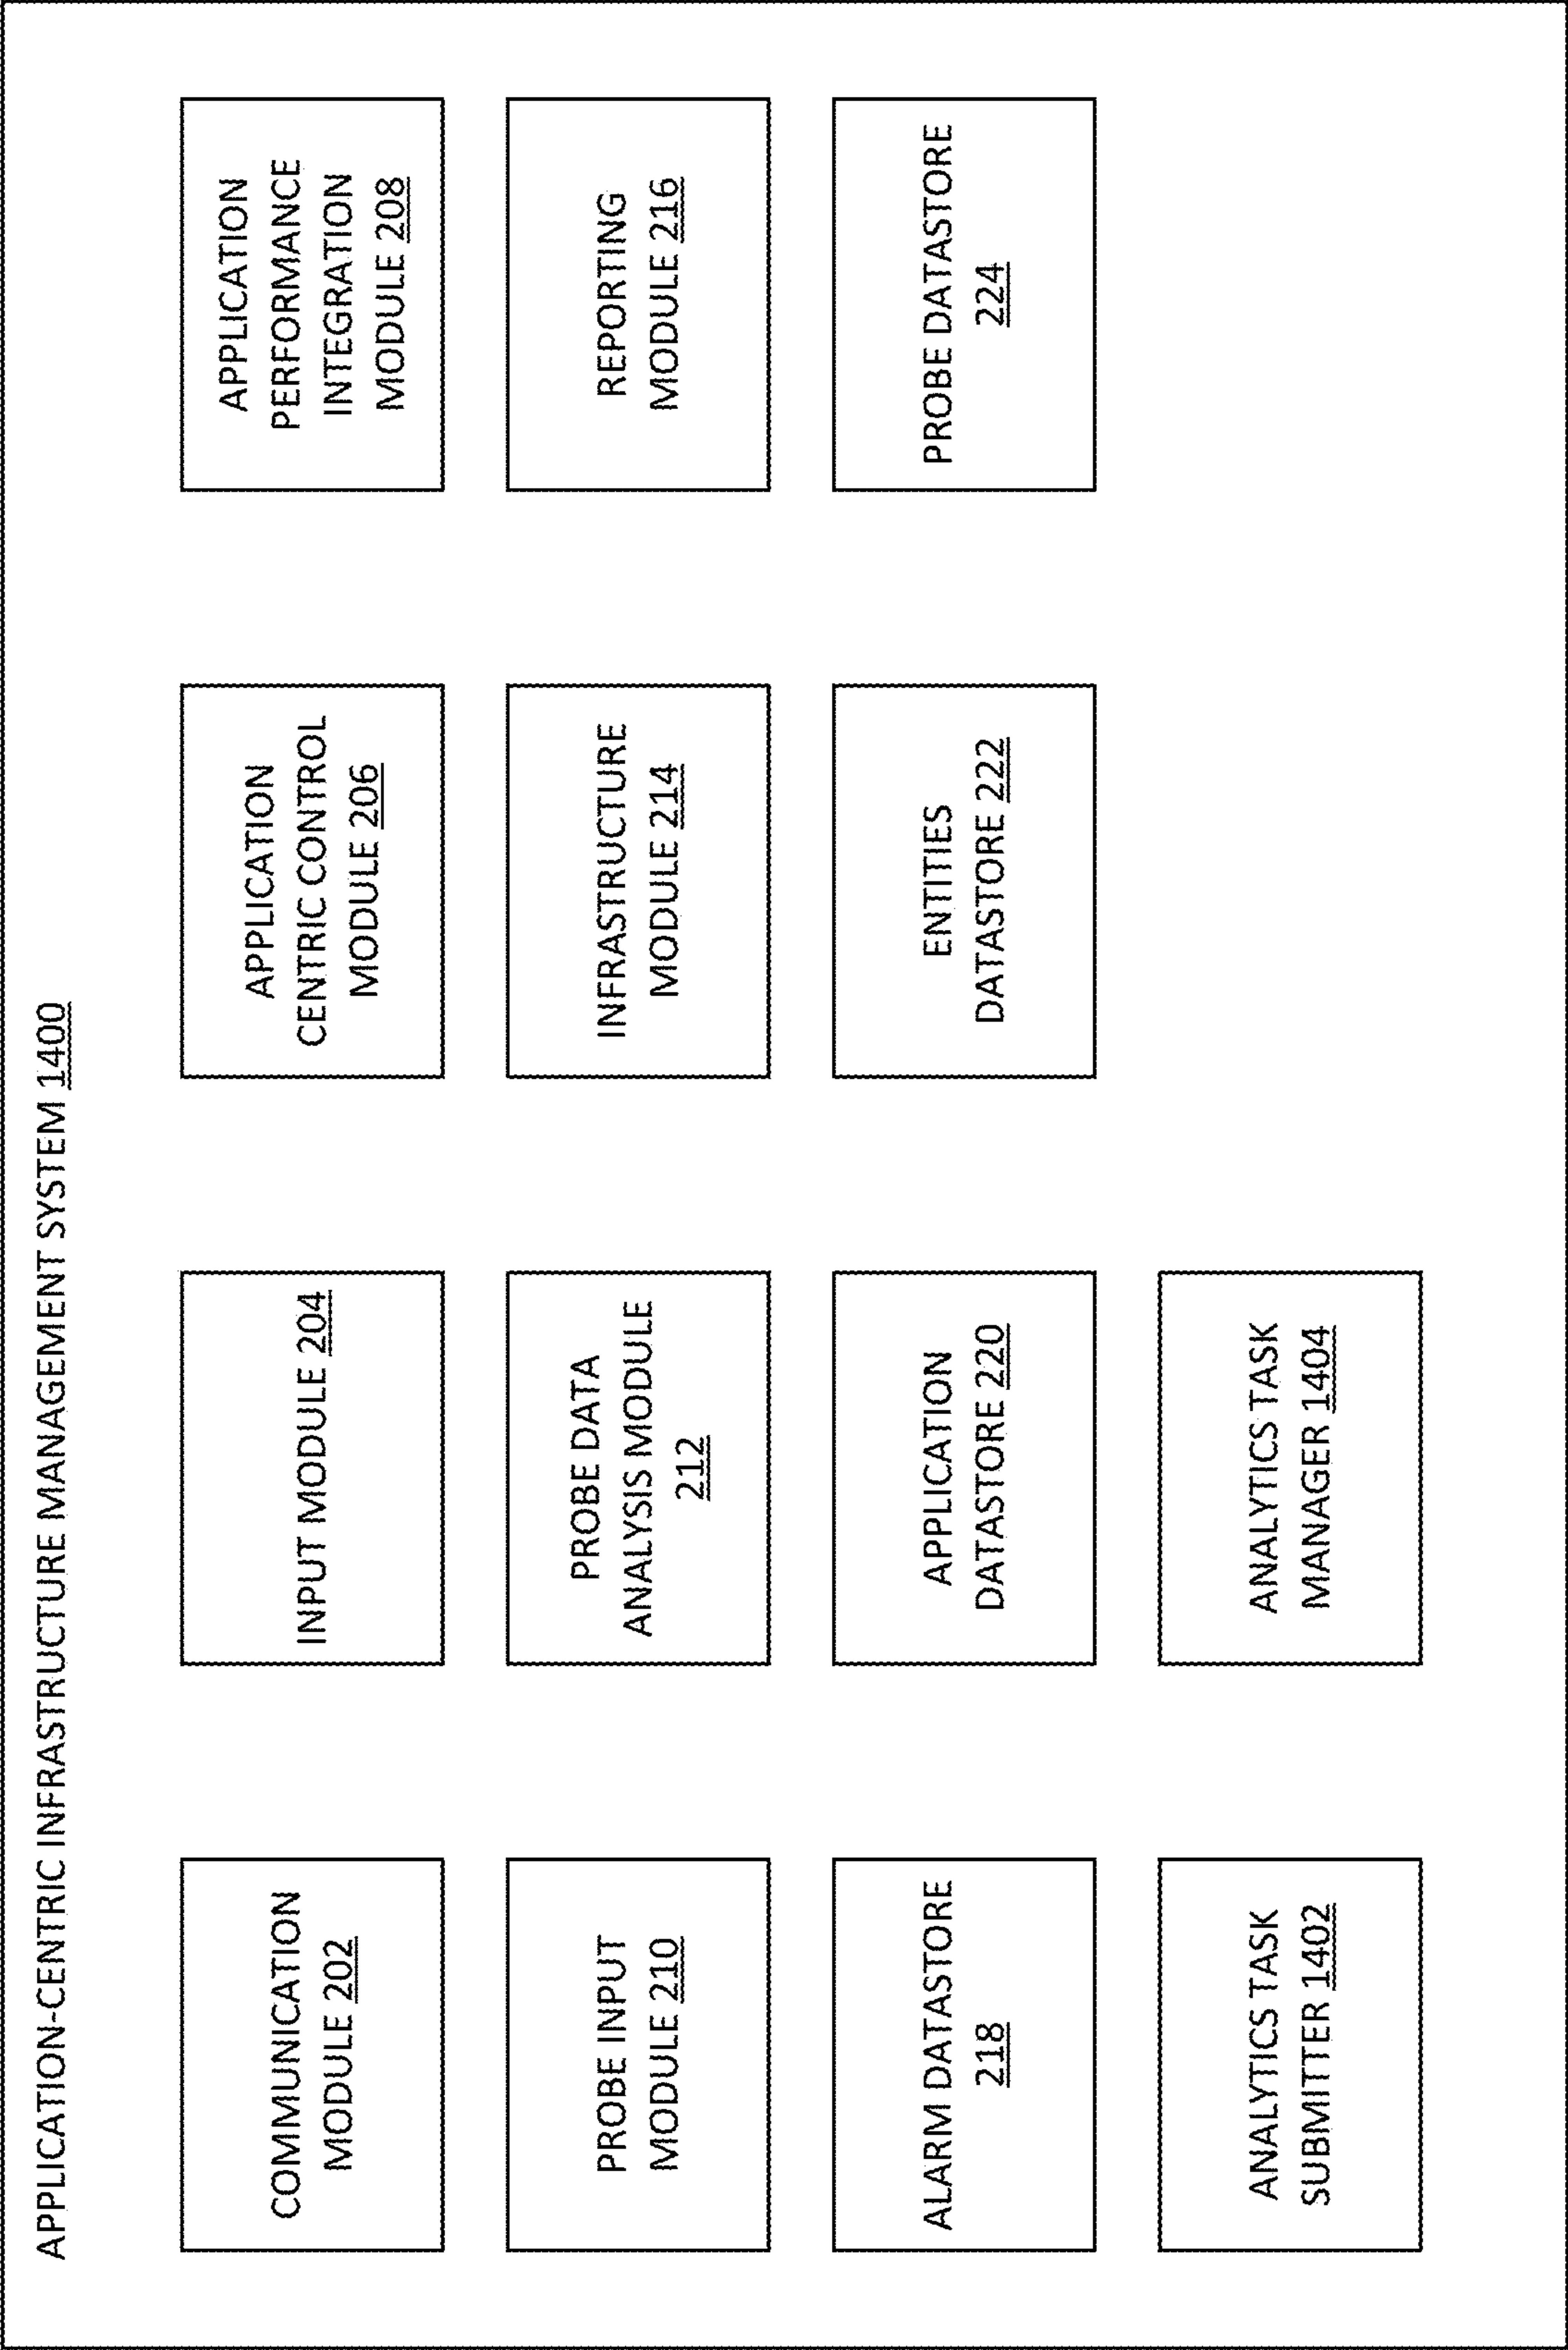 APPLICATION-CENTRIC INFRASTRUCTURE MANAGEMENT SYSTEM 1400
COMMUNICATION
MODULE 202
INPUT MODULE 204
APPLICATION
CENTRIC CONTROL
MODULE 206
APPLICATION
PERFORMANCE
INTEGRATION
MODULE 208
PROBE INPUT
MODULE 210
PROBE DATA
ANALYSIS MODULE
212
INFRASTRUCTURE
MODULE 214
REPORTING
MODULE 216
ALARM DATASTORE
218
APPLICATION
DATASTORE 220
ENTITIES
DATASTORE 222
PROBE DATASTORE
224
ANALYTICS TASK
SUBMITTER 1402
ANALYTICS TASK
MANAGER 1404